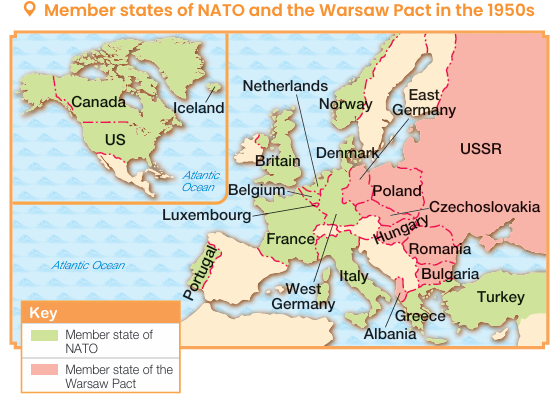 Member states of NATO and the Warsaw Pact in the 1950s
Canada
Iceland
US
Atlantic
Ocean
Netherlands
Norway
East
Germany
USSR
Britain
Denmark
Belgium
Poland
Luxembourg
Czechoslovakia
France
Hungary
Romania
Atlantic Ocean
Portugal
West
Germany
Italy
Bulgaria
Turkey
Greece
Albania
Key
Member state of
NATO
Member state of the
Warsaw Pact